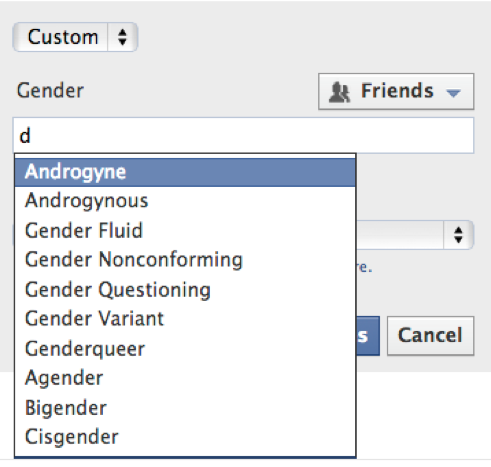 Custom
Gender
Friends
d
Androgyne
Androgynous
Gender Fluid
Gender Nonconforming
re.
Gender Questioning
Gender Variant
s Cancel
Genderqueer
Agender
Bigender
Cisgender